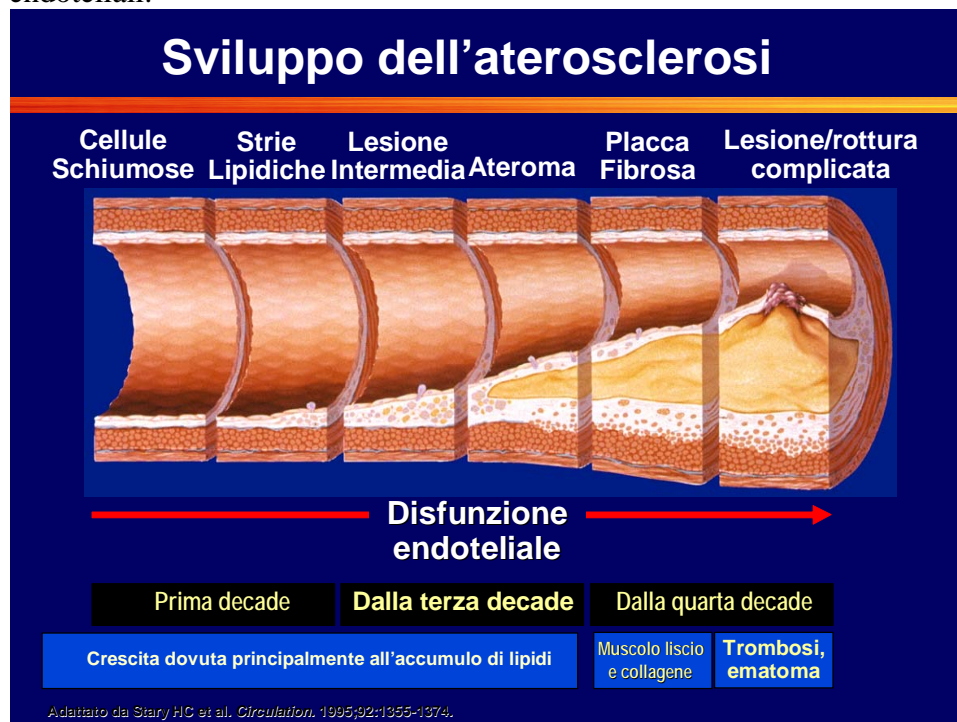 endoteliali.
Sviluppo dell’aterosclerosi
Cellule
Schiumose
Strie
Lipidiche
Lesione
Intermedia
Ateroma
Placca
Fibrosa
Lesione/rottura
complicata
Disfunzione
endoteliale
Prima decade
Dalla terza decade
Dalla quarta decade
Crescita dovuta principalmente all’accumulo di lipidi
Muscolo liscio
e collagene
Trombosi,
ematoma
Adattato da Stary HC et al. Circulation. 1995;92:1355-1374.